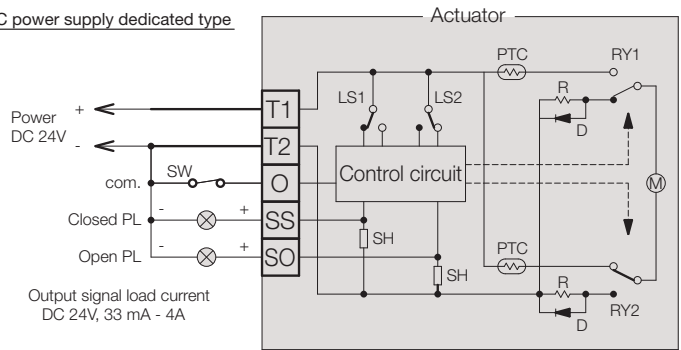 C power supply dedicated type
Actuator
PTC
RY1
LS1
LS2
R
D
Power
DC 24V
+
-
T1
T2
com.
SW
O
Control circuit
M
Closed PL
-
+
SS
SH
Open PL
-
+
SO
SH
PTC
R
D
RY2
Output signal load current
DC 24V, 33 mA - 4A